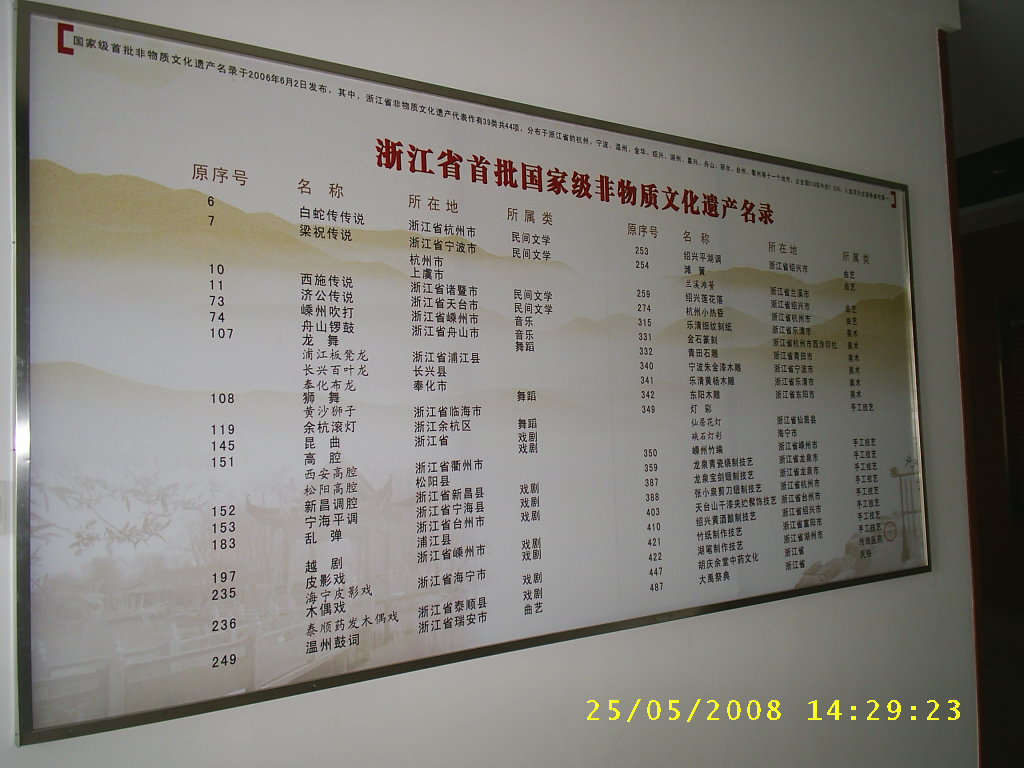 国家级首批非物质文化遗产名录于2006年6月2日发布。其中，浙江省非物质文化遗产代表作有39类共44项，分布于浙江省的杭州、宁波、温州、金华、绍兴、湖州、嘉兴、舟山、丽水、台州、衢州等十一个地市，
浙江省首批国家级非物质文化遗产名录
原序号 名 称 所在地 所属类
6 白蛇传传说 浙江省杭州市 民间文学
7 梁祝传说 浙江省宁波市 民间文学
杭州市
上虞市
10 西施传说 浙江省诸暨市 民间文学
11 济公传说 浙江省天台市 民间文学
73 嵊州吹打 浙江省嵊州市 音乐
74 舟山锣鼓 浙江省舟山市 音乐
107 龙 舞 舞蹈
浦江板凳龙 浙江省浦江县
长兴百叶龙 长兴县
奉化布龙 奉化市
108 狮 舞 舞蹈
黄沙狮子 浙江省临海市
119 余杭滚灯 浙江余杭区 舞蹈
145 昆 曲 浙江省 戏剧
151 高 腔 戏剧
西安高腔 浙江省衢州市
松阳高腔 松阳县
152 新昌调腔 浙江省新昌县 戏剧
153 宁海平调 浙江省宁海县 戏剧
183 乱 弹 浙江省台州市 戏剧
浦江县
197 越 剧 浙江省嵊州市 戏剧
235 皮影戏 戏剧
海宁皮影戏 浙江省海宁市
236 木偶戏 戏剧
泰顺药发木偶戏 浙江省泰顺县
249 温州鼓词 浙江省瑞安市 曲艺
原序号 名 称 所在地 所属类
253 绍兴平湖调 浙江省绍兴市 曲艺
254 滩 簧 曲艺
兰溪滩簧 浙江省兰溪市
259 绍兴莲花落 浙江省绍兴市 曲艺
274 杭州小热昏 浙江省杭州市 曲艺
315 乐清细纹刻纸 浙江省乐清市 美术
331 金石篆刻 浙江省杭州市西泠印社 美术
332 青田石雕 浙江省青田市 美术
340 宁波朱金漆木雕 浙江省宁波市 美术
341 乐清黄杨木雕 浙江省乐清市 美术
342 东阳木雕 浙江省东阳市 美术
349 灯 彩 手工技艺
仙居花灯 浙江省仙居县
硖石灯彩 海宁市
350 嵊州竹编 浙江省嵊州市 手工技艺
359 龙泉青瓷烧制技艺 浙江省龙泉市 手工技艺
387 龙泉宝剑锻制技艺 浙江省龙泉市 手工技艺
388 张小泉剪刀锻制技艺 浙江省杭州市 手工技艺
403 天台山干漆夹纻髹饰技艺 浙江省台州市 手工技艺
410 绍兴黄酒酿制技艺 浙江省绍兴市 手工技艺
421 竹纸制作技艺 浙江省富阳市 手工技艺
422 湖笔制作技艺 浙江省湖州市 手工技艺
447 胡庆余堂中药文化 浙江省 传统医药
487 大禹祭典 浙江省 民俗
25/05/2008 14:29:23